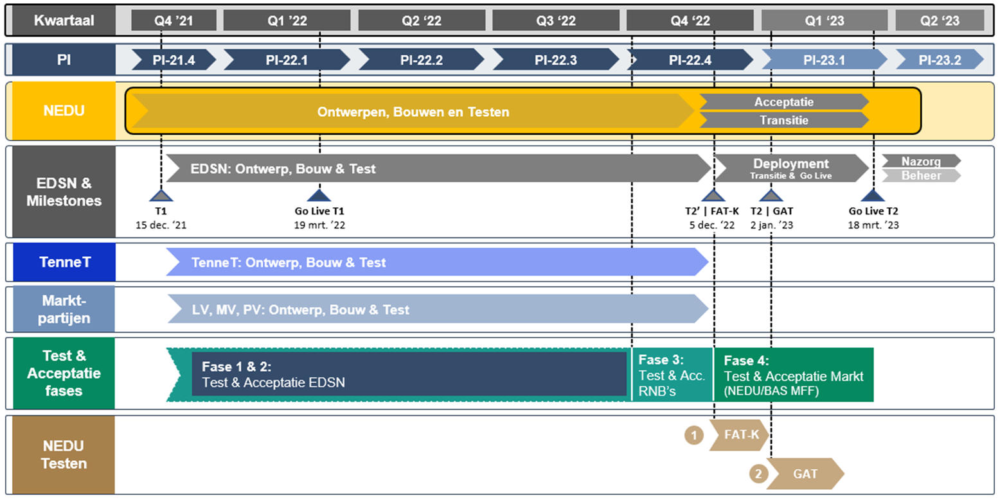 Kwartaal
Q4 ’21
Q1 ’22
Q2 ‘22
Q3 ‘22
Q4 ’22
Q1 ‘23
Q2 ‘23
PI
PI-21.4
PI-22.1
PI-22.2
PI-22.3
PI-22.4
PI-23.1
PI-23.2
NEDU
Ontwerpen, Bouwen en Testen
Acceptatie
Transitie
EDSN &
Milestones
EDSN: Ontwerp, Bouw & Test
Deployment
Transitie & Go Live
Nazorg
Beheer
T1
15 dec. ‘21
Go Live T1
19 mrt. ’22
T2’ | FAT-K
5 dec. ’22
T2 | GAT
2 jan. ’23
Go Live T2
18 mrt. ’23
TenneT
TenneT: Ontwerp, Bouw & Test
Markt-
partijen
LV, MV, PV: Ontwerp, Bouw & Test
Test &
Acceptatie
fases
Fase 1 & 2:
Test & Acceptatie EDSN
Fase 3:
Test & Acc.
RNB’s
Fase 4:
Test & Acceptatie Markt
(NEDU/BAS MFF)
NEDU
Testen
1
FAT-K
2
GAT